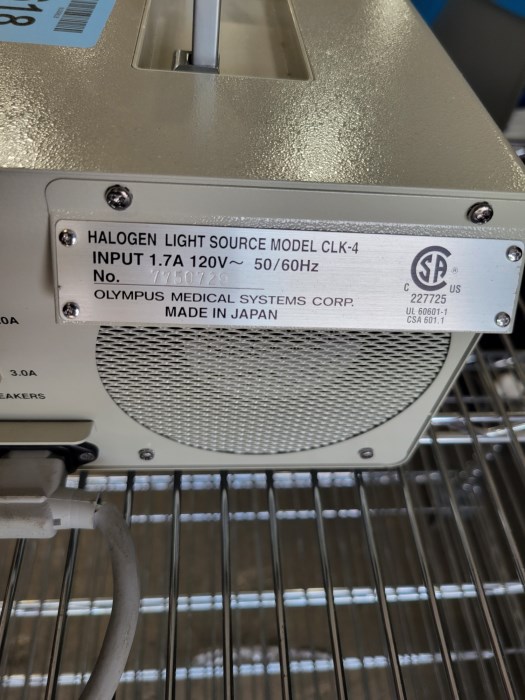 HALOGEN LIGHT SOURCE MODEL CLK-4
INPUT 1.7A 120V~ 50/60Hz
No.
OLYMPUS MEDICAL SYSTEMS CORP.
MADE IN JAPAN
SA
®
C US
227725
UL 60601-1
CSA 601.1
3.0A